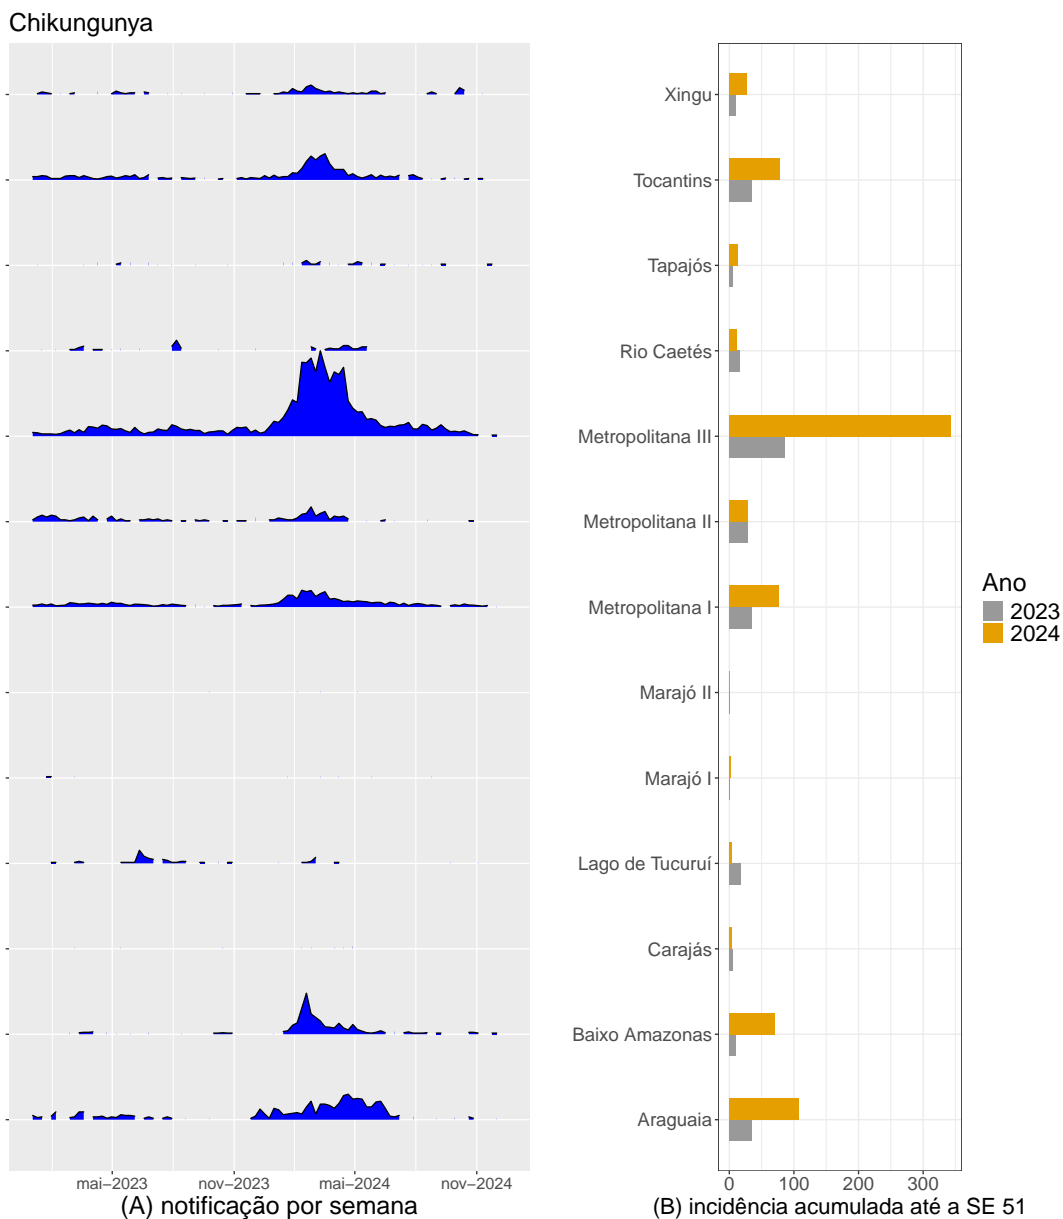 Chikungunya
Xingu
Tocantins
Tapajós
Rio Caetés
Metropolitana III
Metropolitana II
Metropolitana I
Marajó II
Marajó I
Lago de Tucuruí
Carajás
Baixo Amazonas
Araguaia
Ano
2023
2024
mai−2023 nov−2023 mai−2024 nov−2024
0 100 200 300
(A) notificação por semana
(B) incidência acumulada até a SE 51